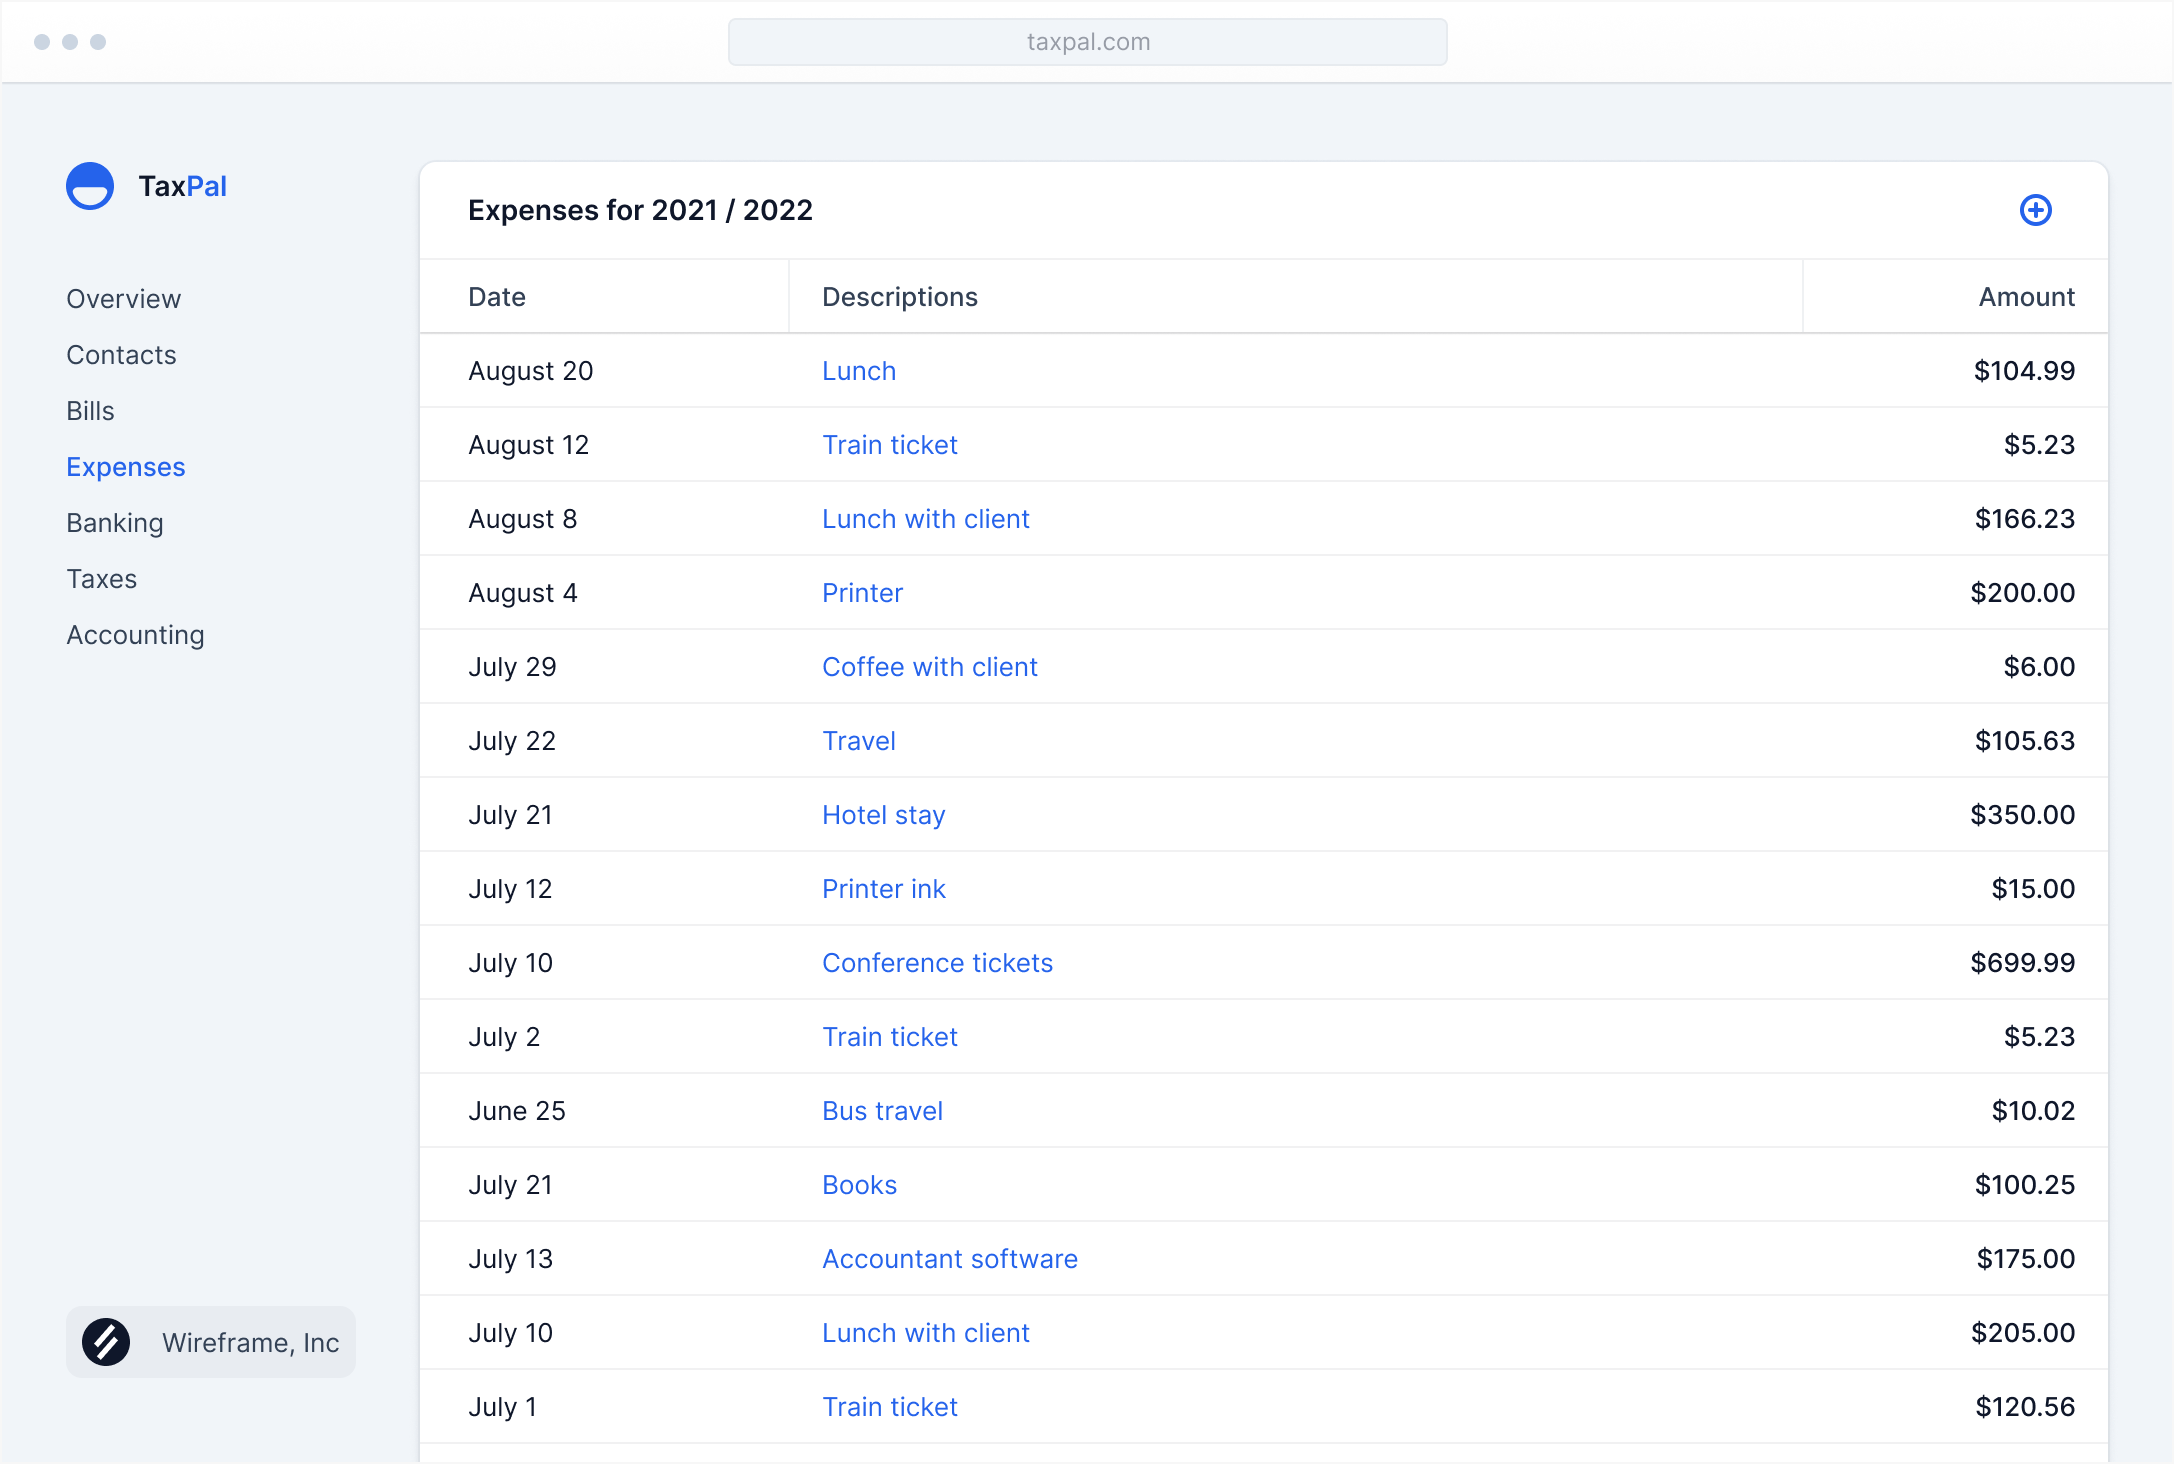 taxpal.com
TaxPal
Overview
Contacts
Bills
Expenses
Banking
Taxes
Accounting
Wireframe, Inc
Expenses for 2021 / 2022
Date Descriptions Amount
August 20 Lunch $104.99
August 12 Train ticket $5.23
August 8 Lunch with client $166.23
August 4 Printer $200.00
July 29 Coffee with client $6.00
July 22 Travel $105.63
July 21 Hotel stay $350.00
July 12 Printer ink $15.00
July 10 Conference tickets $699.99
July 2 Train ticket $5.23
June 25 Bus travel $10.02
July 21 Books $100.25
July 13 Accountant software $175.00
July 10 Lunch with client $205.00
July 1 Train ticket $120.56